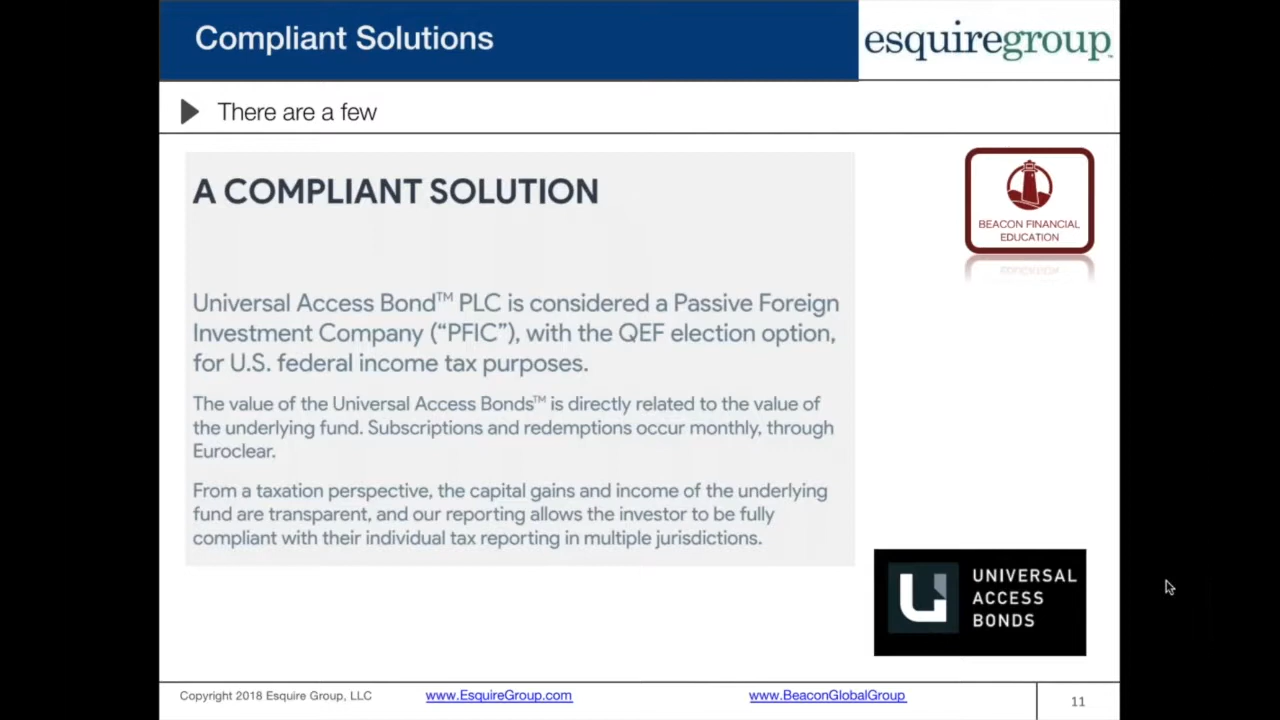 Compliant Solutions
esquiregroup™
There are a few
A COMPLIANT SOLUTION
BEACON FINANCIAL
EDUCATION
Universal Access Bond™ PLC is considered a Passive Foreign
Investment Company (“PFIC”), with the QEF election option,
for U.S. federal income tax purposes.
The value of the Universal Access Bonds™ is directly related to the value of
the underlying fund. Subscriptions and redemptions occur monthly, through
Euroclear.
From a taxation perspective, the capital gains and income of the underlying
fund are transparent, and our reporting allows the investor to be fully
compliant with their individual tax reporting in multiple jurisdictions.
UNIVERSAL
ACCESS
BONDS
Copyright 2018 Esquire Group, LLC
www.EsquireGroup.com
www.BeaconGlobalGroup
11